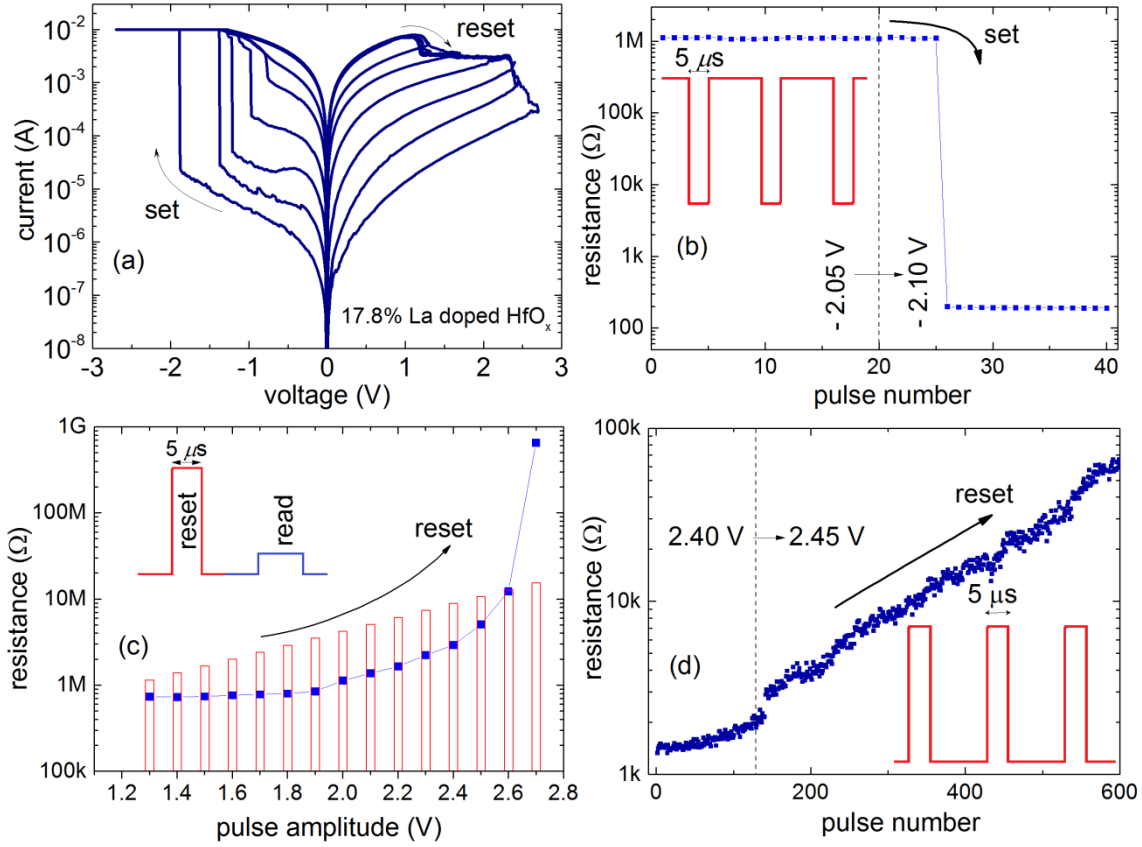 10⁻²
10⁻³
10⁻⁴
10⁻⁵
10⁻⁶
10⁻⁷
10⁻⁸
current (A)
reset
set
(a)
17.8% La doped HfOₓ
-3 -2 -1 0 1 2 3
voltage (V)
1M
100k
10k
1k
100
resistance (Ω)
5 μs
set
- 2.05 V
- 2.10 V
(b)
0 10 20 30 40
pulse number
1G
100M
10M
1M
100k
resistance (Ω)
5 μs
reset
read
reset
(c)
1.2 1.4 1.6 1.8 2.0 2.2 2.4 2.6 2.8
pulse amplitude (V)
100k
10k
1k
resistance (Ω)
reset
2.40 V
2.45 V
5 μs
(d)
0 200 400 600
pulse number